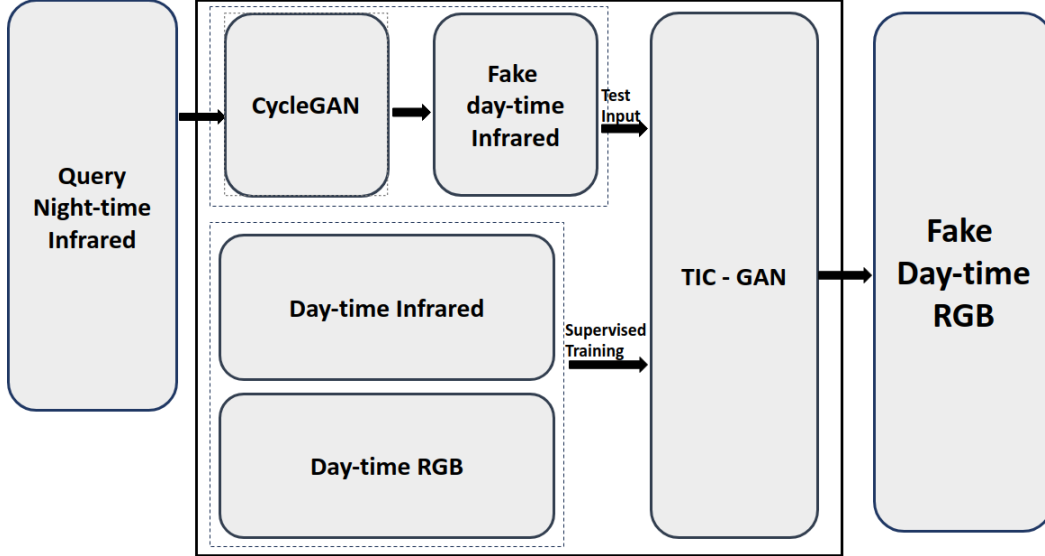 Query
Night-time
Infrared
CycleGAN
Fake
day-time
Infrared
Test
Input
Day-time Infrared
Day-time RGB
Supervised
Training
TIC - GAN
Fake
Day-time
RGB